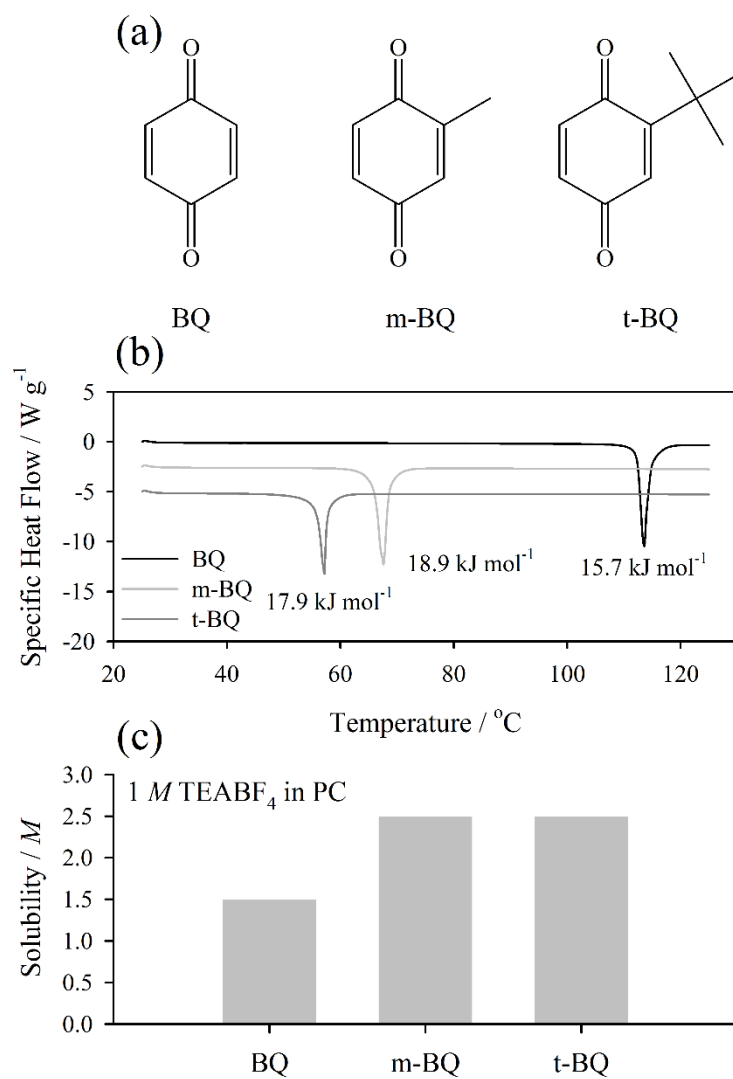 (a)
O O O
O O O
BQ m-BQ t-BQ
(b)
Specific Heat Flow / W g⁻¹
5
0
-5
-10
-15
-20
BQ
m-BQ
t-BQ
17.9 kJ mol⁻¹
18.9 kJ mol⁻¹
15.7 kJ mol⁻¹
20 40 60 80 100 120
Temperature / °C
(c)
Solubility / M
3.0
2.5
2.0
1.5
1.0
0.5
0.0
1 M TEABF₄ in PC
BQ m-BQ t-BQ